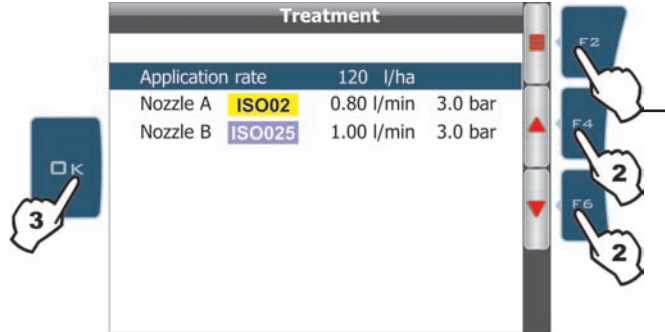 Treatment
F2
Application rate 120 l/ha
Nozzle A ISO02 0.80 l/min 3.0 bar
F4
Nozzle B ISO025 1.00 l/min 3.0 bar
OK
2
F6
3
2